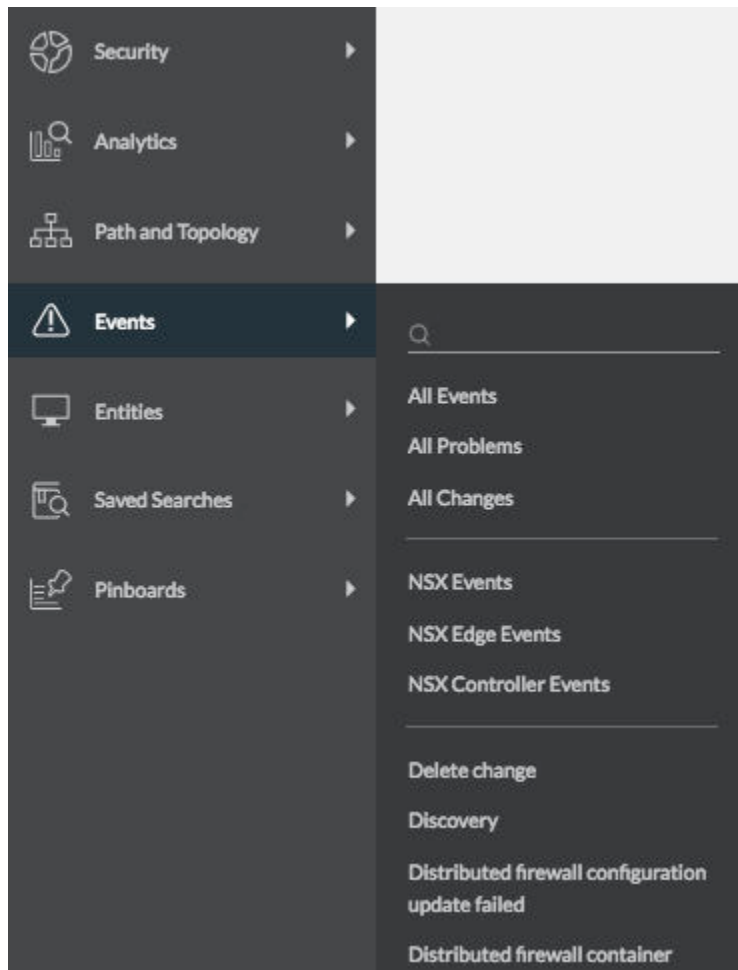 Security
Analytics
Path and Topology
Events
Entities
Saved Searches
Pinboards
All Events
All Problems
All Changes
NSX Events
NSX Edge Events
NSX Controller Events
Delete change
Discovery
Distributed firewall configuration
update failed
Distributed firewall container